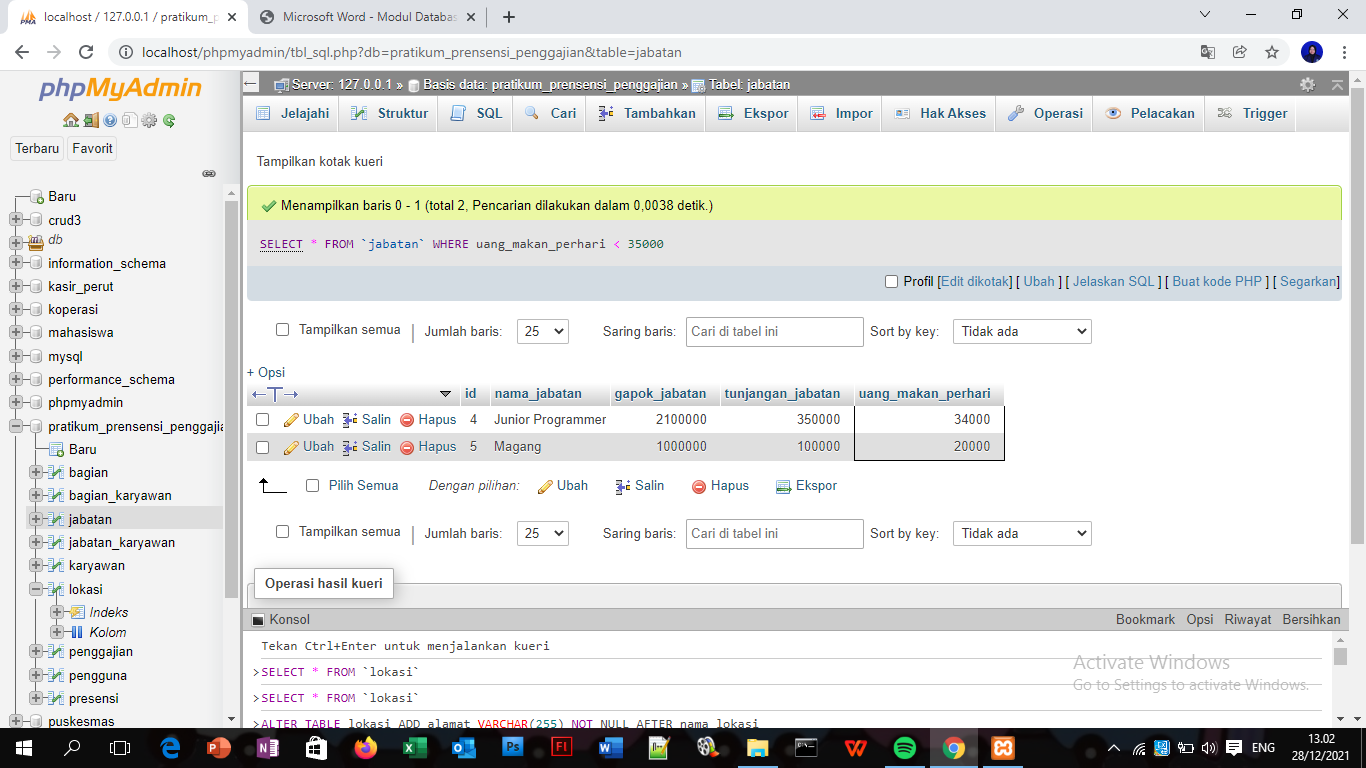 localhost / 127.0.0.1 / pratikum_p
Microsoft Word - Modul Databas
localhost/phpmyadmin/tbl_sql.php?db=pratikum_prensensi_penggajian&table=jabatan
phpMyAdmin
Terbaru Favorit
Baru
crud3
db
information_schema
kasir_perut
koperasi
mahasiswa
mysql
performance_schema
phpmyadmin
pratikum_prensensi_penggajia
Baru
bagian
bagian_karyawan
jabatan
jabatan_karyawan
karyawan
lokasi
Indeks
Kolom
penggajian
pengguna
presensi
puskesmas
Server: 127.0.0.1 » Basis data: pratikum_prensensi_penggajian » Tabel: jabatan
Jelajahi Struktur SQL Cari Tambahkan Ekspor Impor Hak Akses Operasi Pelacakan Trigger
Tampilkan kotak kueri
Menampilkan baris 0 - 1 (total 2, Pencarian dilakukan dalam 0,0038 detik.)
SELECT * FROM `jabatan` WHERE uang_makan_perhari < 35000
Profil [Edit dikotak] [ Ubah ] [ Jelaskan SQL ] [ Buat kode PHP ] [ Segarkan]
Tampilkan semua | Jumlah baris: 25 Saring baris: Cari di tabel ini Sort by key: Tidak ada
+ Opsi
←T→ id nama_jabatan gapok_jabatan tunjangan_jabatan uang_makan_perhari
Ubah Salin Hapus 4 Junior Programmer 2100000 350000 34000
Ubah Salin Hapus 5 Magang 1000000 100000 20000
Pilih Semua Dengan pilihan: Ubah Salin Hapus Ekspor
Tampilkan semua | Jumlah baris: 25 Saring baris: Cari di tabel ini Sort by key: Tidak ada
Operasi hasil kueri
Konsol Bookmark Opsi Riwayat Bersihkan
Tekan Ctrl+Enter untuk menjalankan kueri
>SELECT * FROM `lokasi`
>SELECT * FROM `lokasi`
>ALTER TABLE lokasi ADD alamat VARCHAR(255) NOT NULL AFTER nama_lokasi
Activate Windows
Go to Settings to activate Windows.
ENG
13.02
28/12/2021